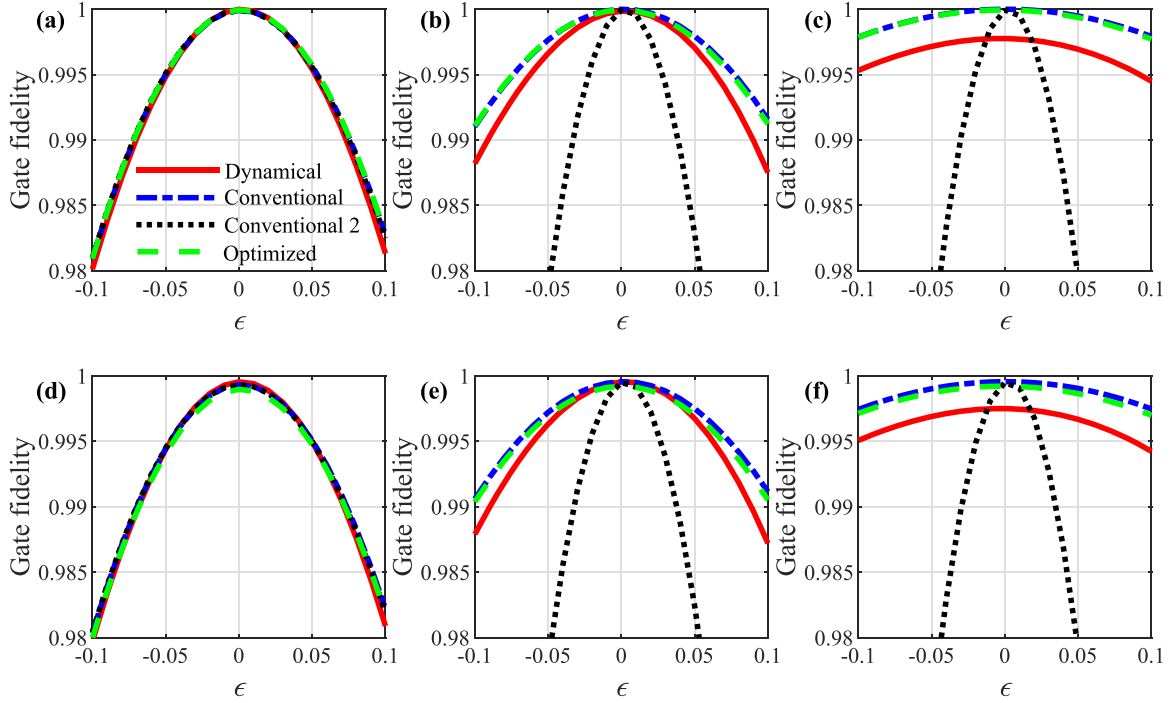 (a)
1
0.995
0.99
0.985
0.98
Gate fidelity
Dynamical
Conventional
Conventional 2
Optimized
-0.1 -0.05 0 0.05 0.1
ϵ
(b)
1
0.995
0.99
0.985
0.98
Gate fidelity
-0.1 -0.05 0 0.05 0.1
ϵ
(c)
1
0.995
0.99
0.985
0.98
Gate fidelity
-0.1 -0.05 0 0.05 0.1
ϵ
(d)
1
0.995
0.99
0.985
0.98
Gate fidelity
-0.1 -0.05 0 0.05 0.1
ϵ
(e)
1
0.995
0.99
0.985
0.98
Gate fidelity
-0.1 -0.05 0 0.05 0.1
ϵ
(f)
1
0.995
0.99
0.985
0.98
Gate fidelity
-0.1 -0.05 0 0.05 0.1
ϵ